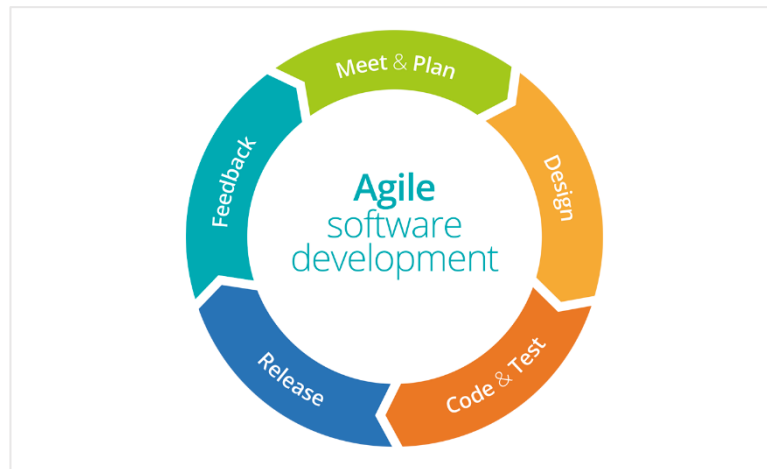 Meet & Plan
Design
Code & Test
Release
Feedback
Agile
software
development